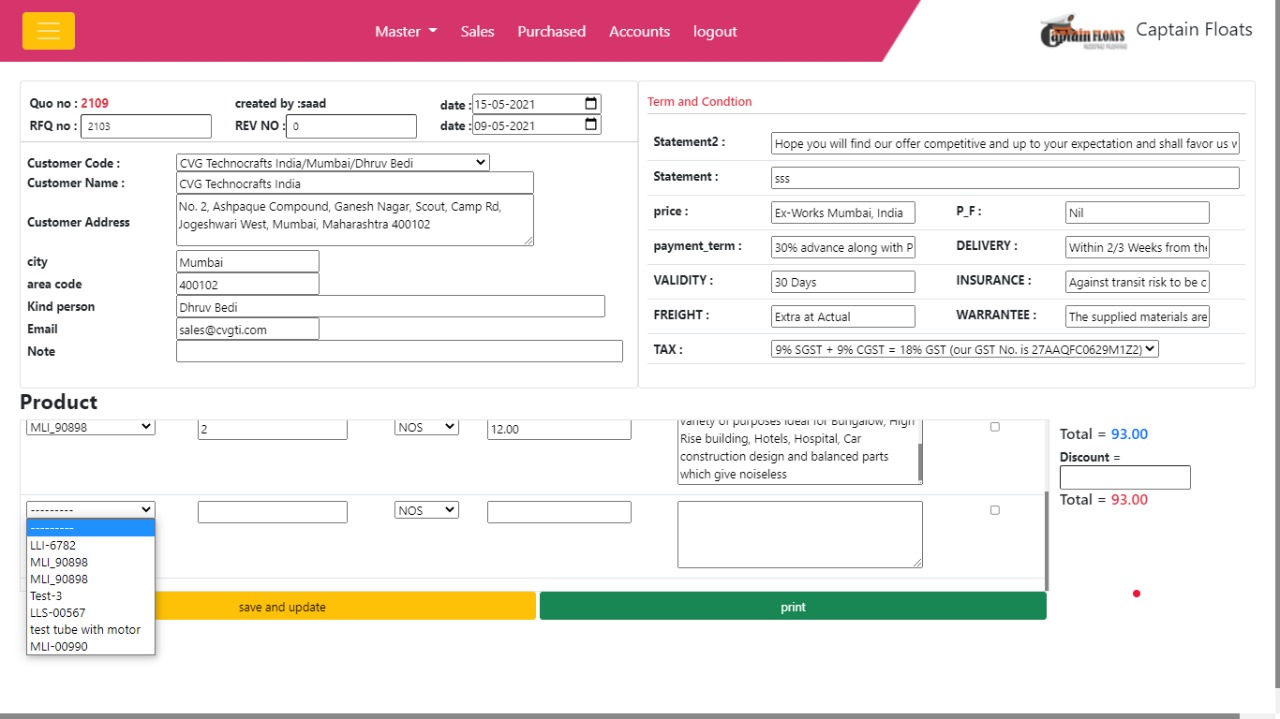 Master Sales Purchased Accounts logout
Captain FLOATS Captain Floats
Quo no : 2109 created by :saad date : 15-05-2021
RFQ no : 2103 REV NO : 0 date : 09-05-2021
Customer Code : CVG Technocrafts India/Mumbai/Dhruv Bedi
Customer Name : CVG Technocrafts India
Customer Address No. 2, Ashpaque Compound, Ganesh Nagar, Scout, Camp Rd,
Jogeshwari West, Mumbai, Maharashtra 400102
city Mumbai
area code 400102
Kind person Dhruv Bedi
Email sales@cvgti.com
Note
Term and Condtion
Statement2 : Hope you will find our offer competitive and up to your expectation and shall favor us w
Statement : sss
price : Ex-Works Mumbai, India P_F : Nil
payment_term : 30% advance along with P DELIVERY : Within 2/3 Weeks from the
VALIDITY : 30 Days INSURANCE : Against transit risk to be c
FREIGHT : Extra at Actual WARRANTEE : The supplied materials are
TAX : 9% SGST + 9% CGST = 18% GST (our GST No. is 27AAQFC0629M1Z2)
Product
MLI_90898 2 NOS 12.00 variety of purposes ideal for Bungalow, High
Rise building, Hotels, Hospital, Car
construction design and balanced parts
which give noiseless
--------- NOS
---------
LLI-6782
MLI_90898
MLI_90898
Test-3
LLS-00567
test tube with motor
MLI-00990
save and update print
Total = 93.00
Discount =
Total = 93.00